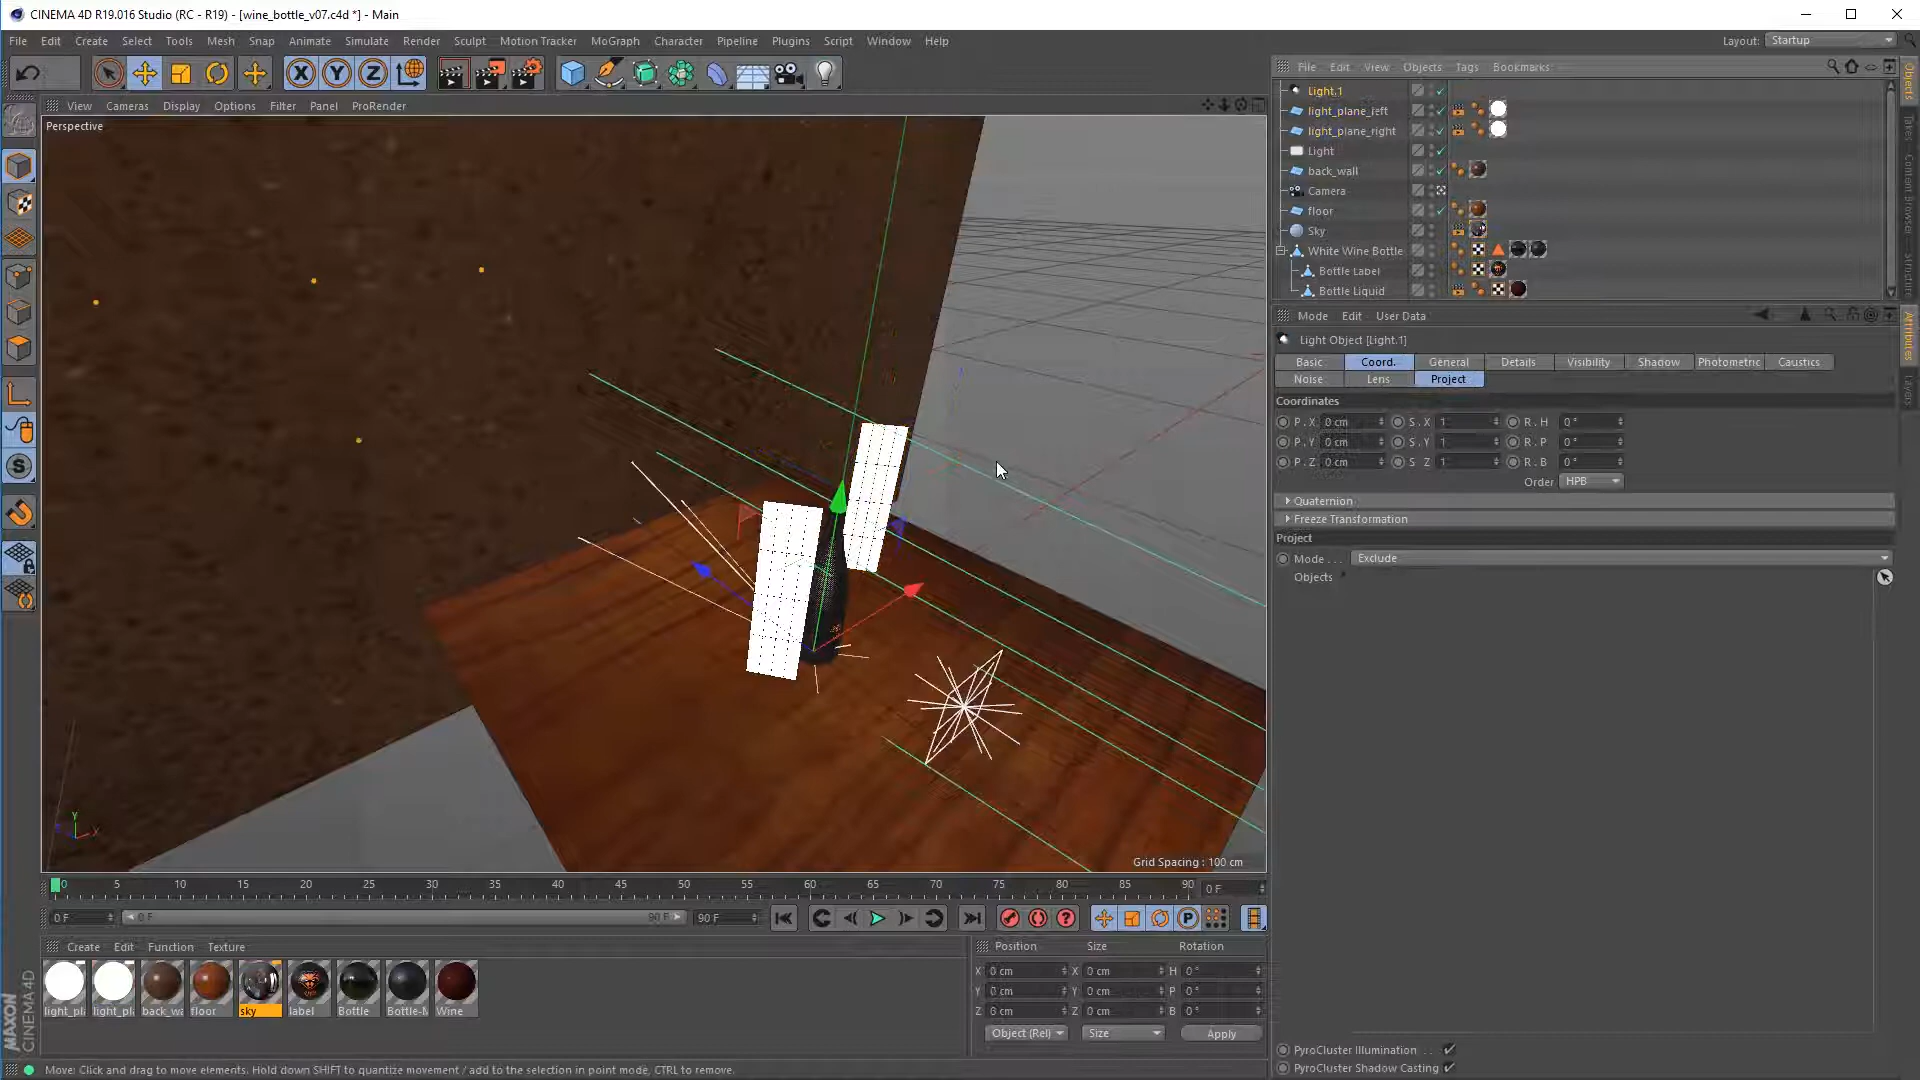 CINEMA 4D R19.016 Studio (RC - R19) - [wine_bottle_v07.c4d *] - Main
File Edit Create Select Tools Mesh Snap Animate Simulate Render Sculpt Motion Tracker MoGraph Character Pipeline Plugins Script Window Help
Layout: Startup
View Cameras Display Options Filter Panel ProRender
Perspective
File Edit View Objects Tags Bookmarks
Light.1
light_plane_left
light_plane_right
Light
back_wall
Camera
floor
Sky
White Wine Bottle
Bottle Label
Bottle Liquid
Objects
Takes
Content Browser
Structure
Attributes
Layers
Mode Edit User Data
Light Object [Light.1]
Basic Coord. General Details Visibility Shadow Photometric Caustics
Noise Lens Project
Coordinates
P . X 0 cm S . X 1 R . H 0 °
P . Y 0 cm S . Y 1 R . P 0 °
P . Z 0 cm S Z 1 R . B 0 °
Order HPB
Quaternion
Freeze Transformation
Project
Mode . . . . Exclude
Objects
PyroCluster Illumination . .
PyroCluster Shadow Casting
Y
X
Grid Spacing : 100 cm
0 5 10 15 20 25 30 35 40 45 50 55 60 65 70 75 80 85 90 0 F
0 F 0 F 90 F 90 F
Create Edit Function Texture
light_pl light_pl back_wa floor sky label Bottle Bottle-M Wine
Position Size Rotation
X 0 cm X 0 cm H 0 °
Y 0 cm Y 0 cm P 0 °
Z 0 cm Z 0 cm B 0 °
Object (Rel) Size Apply
MAXON
CINEMA 4D
Move: Click and drag to move elements. Hold down SHIFT to quantize movement / add to the selection in point mode, CTRL to remove.